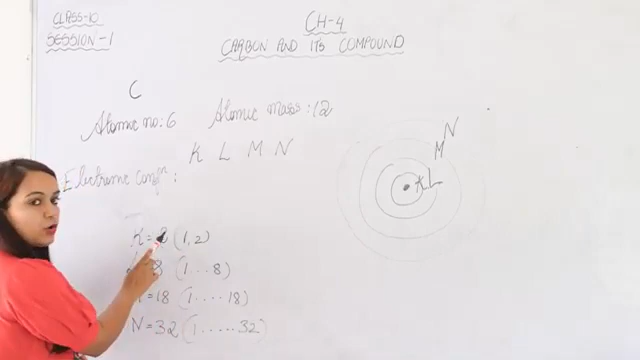 CLASS-10
SESSION-1
CH-4
CARBON AND ITS COMPOUND
C
Atomic no: 6 Atomic mass: 12
K L M N
Electronic config^n :
K = 2 (1, 2)
= 8 (1 .. 8)
= 18 (1 .... 18)
N = 32 (1 ..... 32)
K L M N